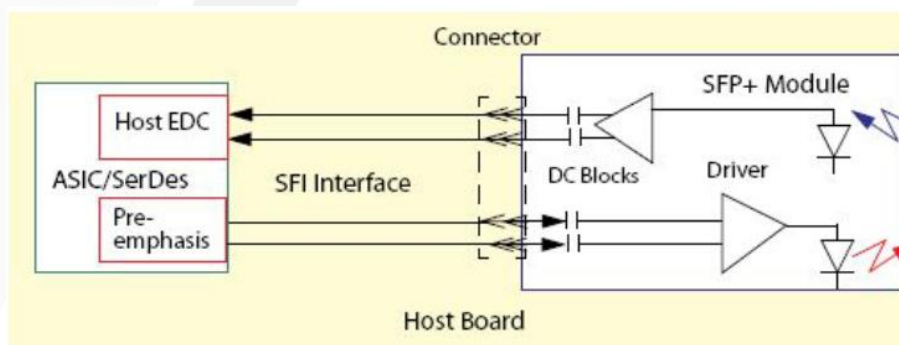 Connector
SFP+ Module
Host EDC
ASIC/SerDes
SFI Interface
DC Blocks
Driver
Pre-
emphasis
Host Board